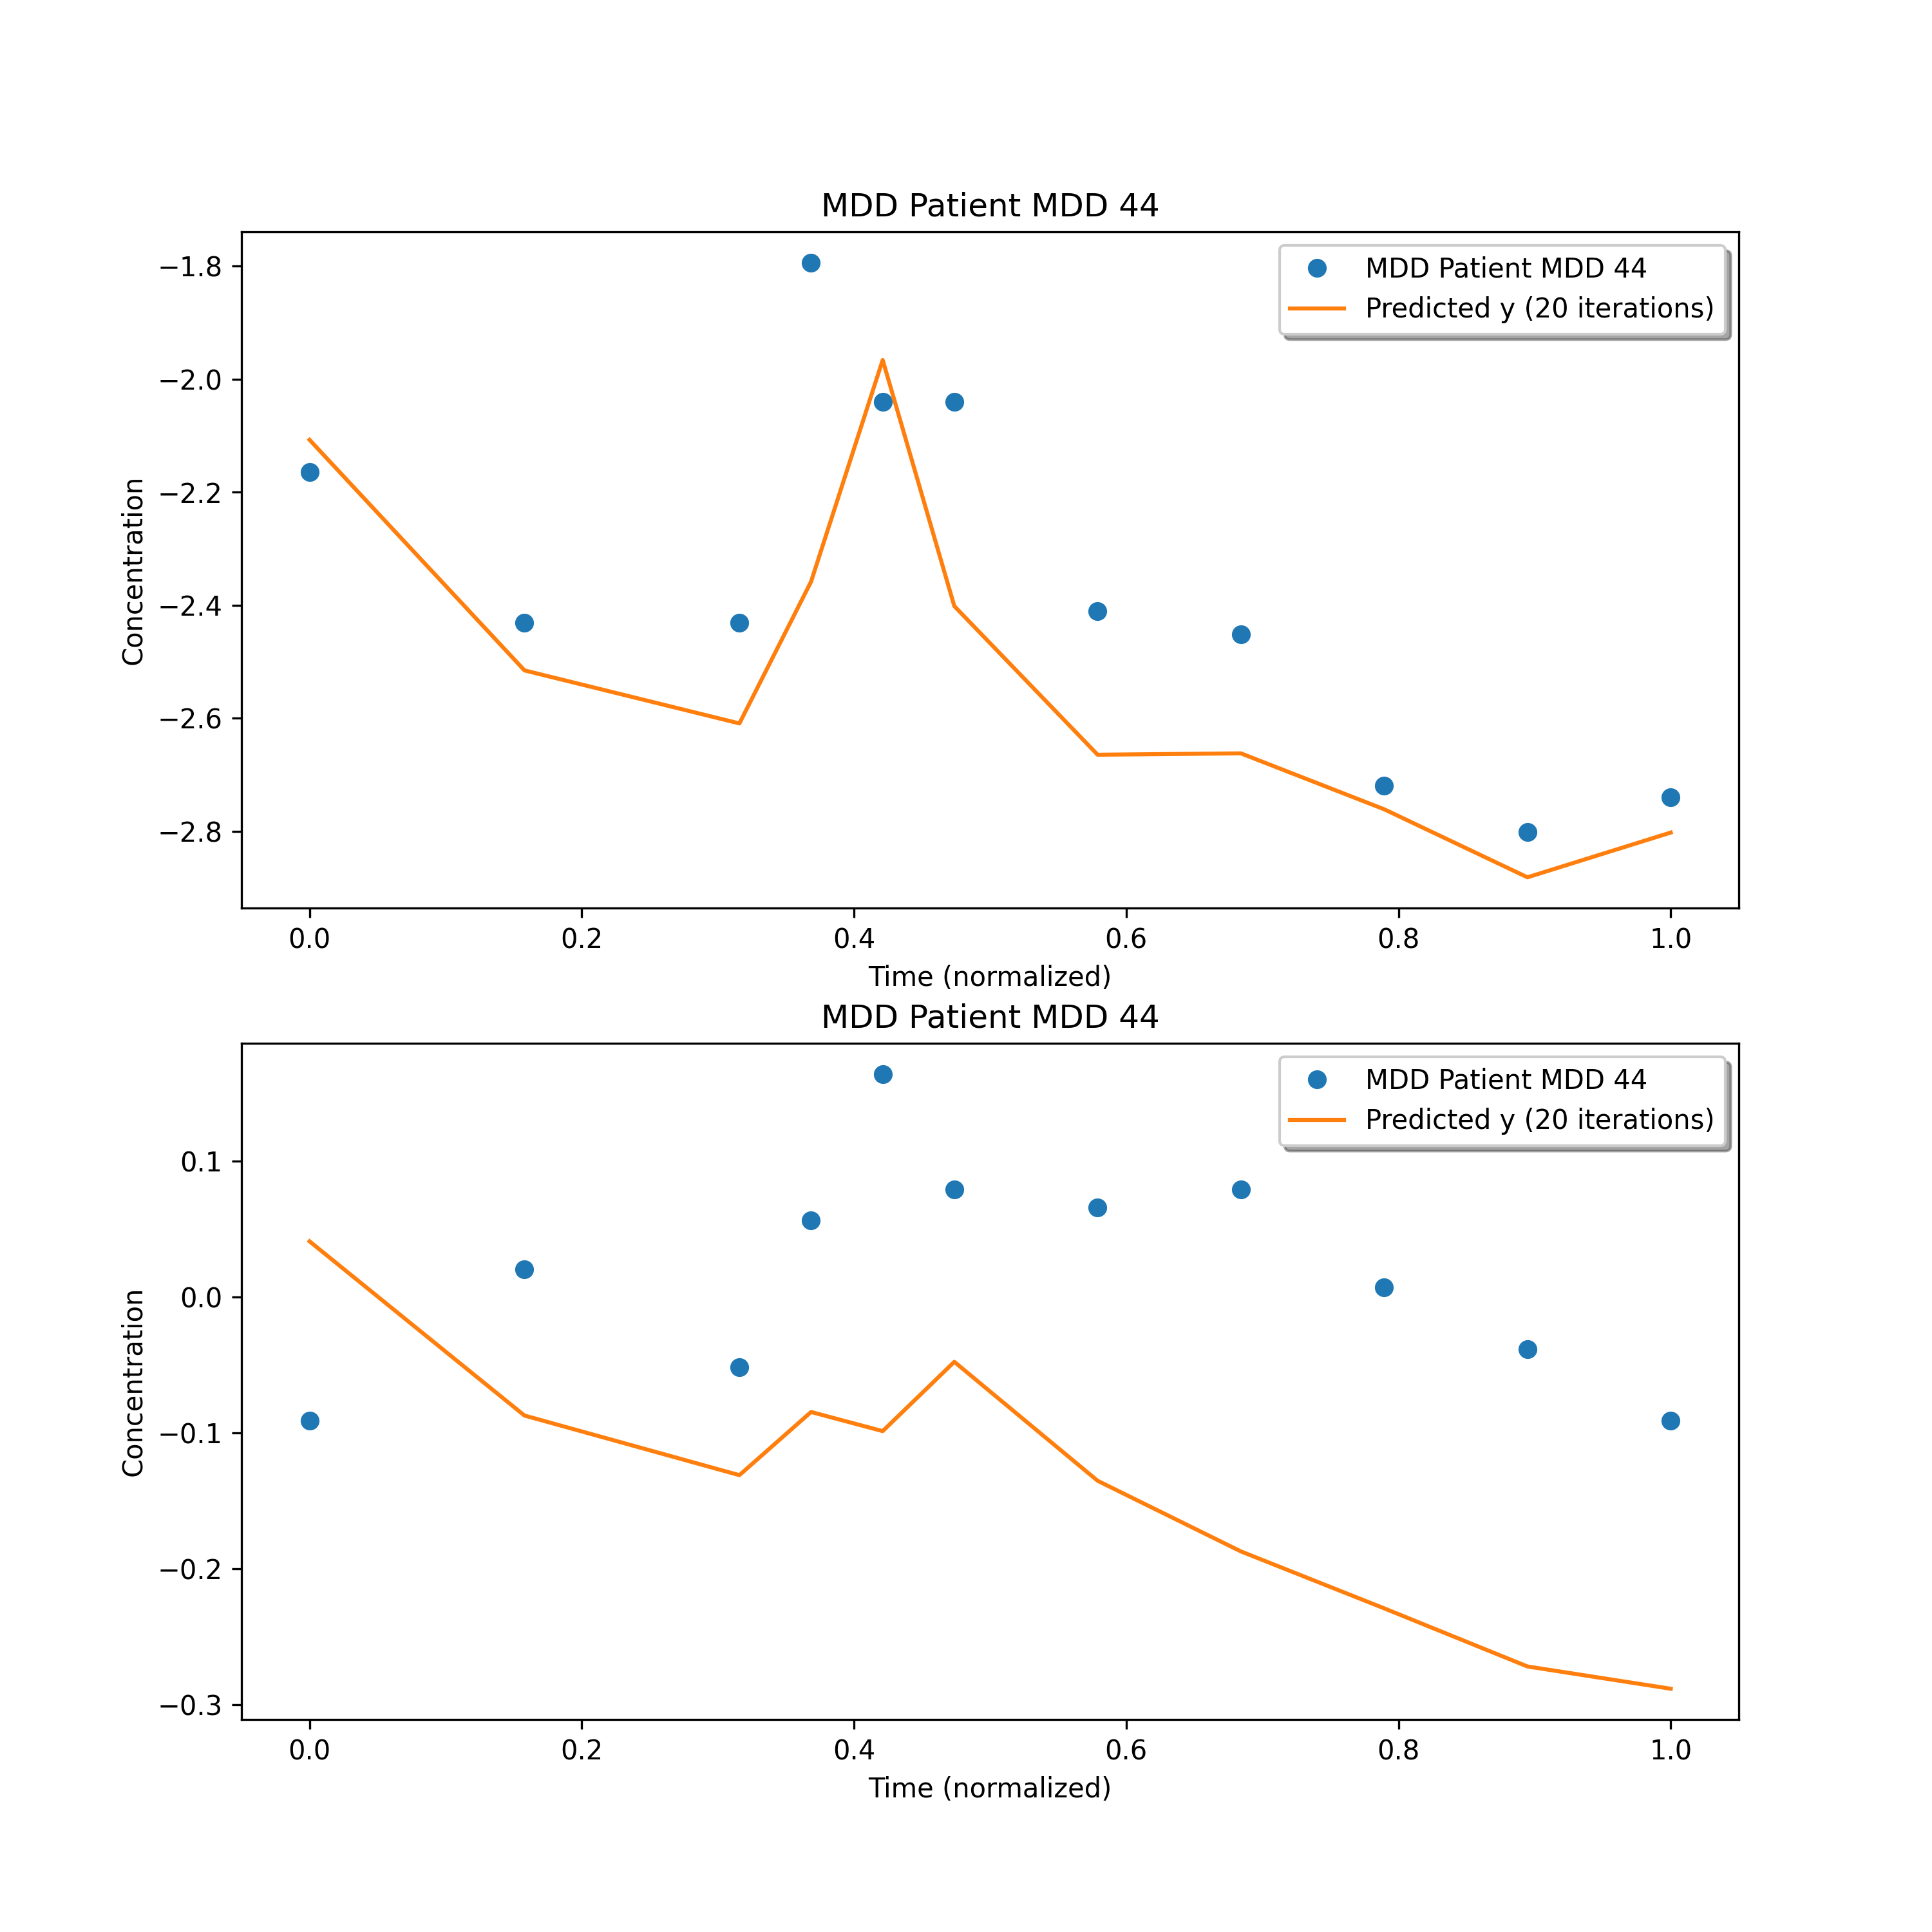 MDD Patient MDD 44
MDD Patient MDD 44
Predicted y (20 iterations)
−1.8
−2.0
−2.2
−2.4
−2.6
−2.8
Concentration
0.0 0.2 0.4 0.6 0.8 1.0
Time (normalized)
MDD Patient MDD 44
MDD Patient MDD 44
Predicted y (20 iterations)
0.1
0.0
−0.1
−0.2
−0.3
Concentration
0.0 0.2 0.4 0.6 0.8 1.0
Time (normalized)